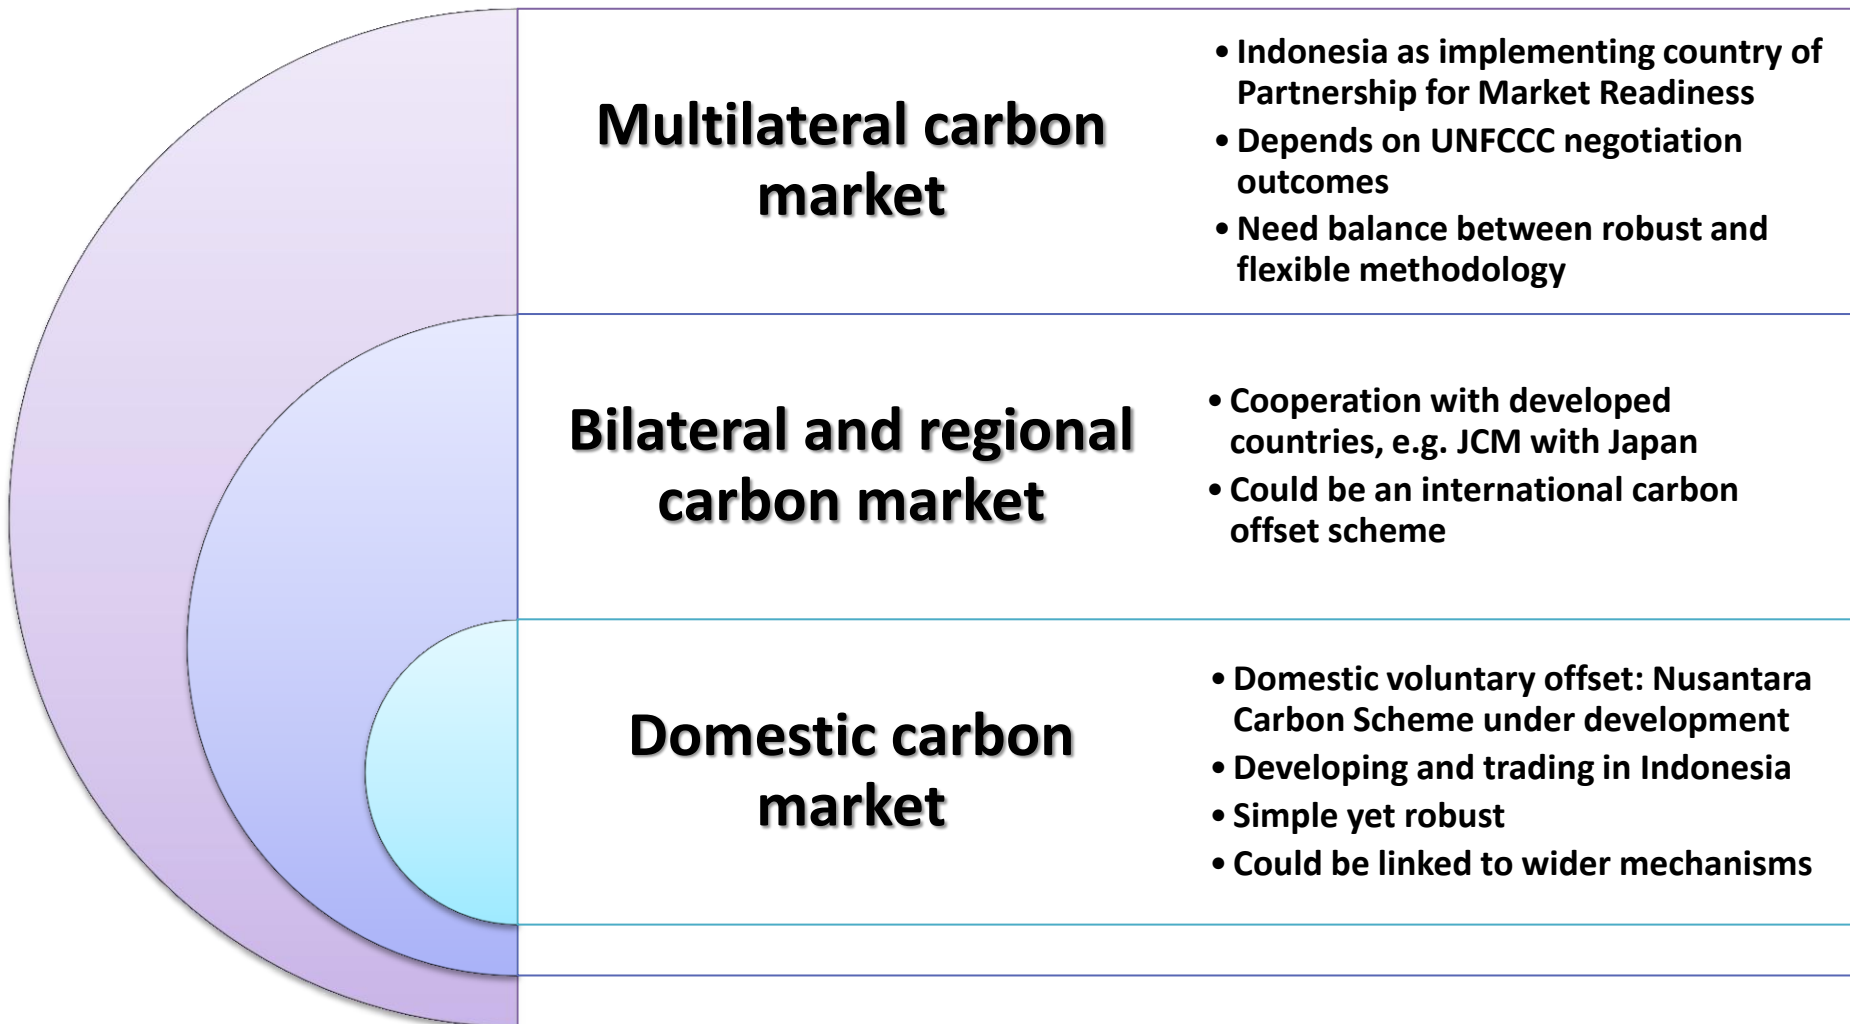 Multilateral carbon
market
• Indonesia as implementing country of
Partnership for Market Readiness
• Depends on UNFCCC negotiation
outcomes
• Need balance between robust and
flexible methodology
Bilateral and regional
carbon market
• Cooperation with developed
countries, e.g. JCM with Japan
• Could be an international carbon
offset scheme
Domestic carbon
market
• Domestic voluntary offset: Nusantara
Carbon Scheme under development
• Developing and trading in Indonesia
• Simple yet robust
• Could be linked to wider mechanisms